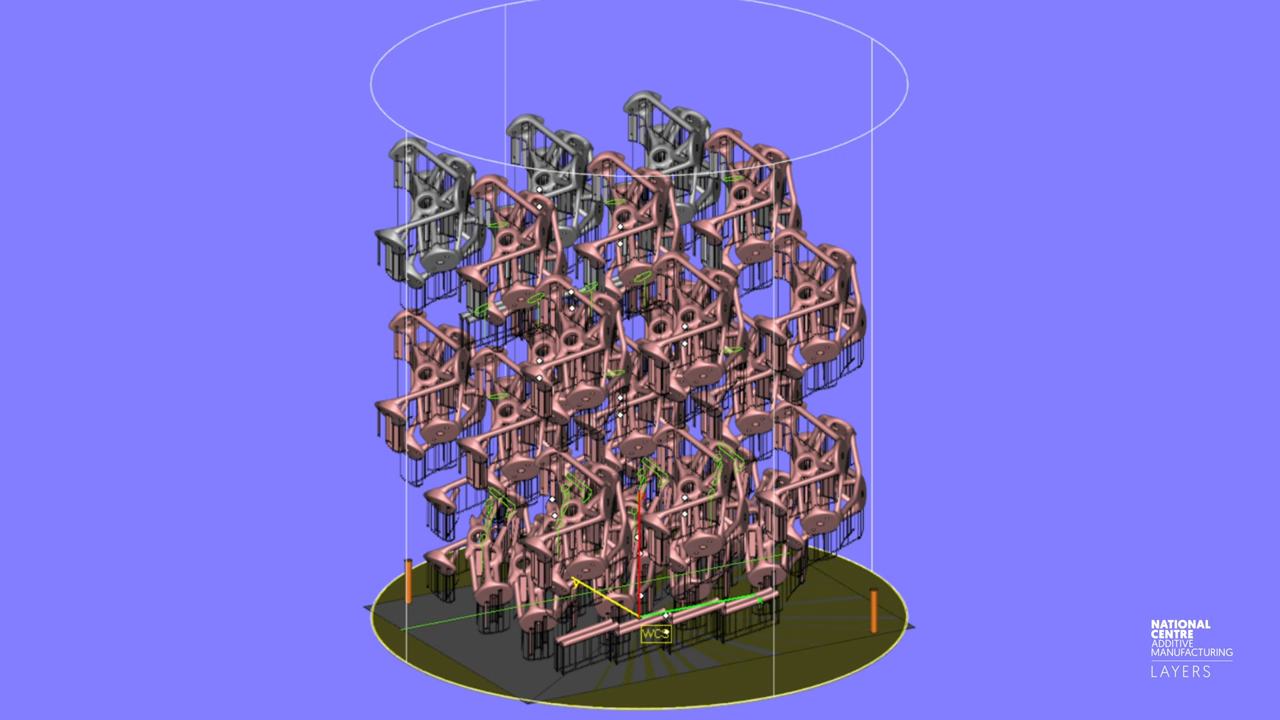 WCS
NATIONAL
CENTRE
ADDITIVE
MANUFACTURING
LAYERS